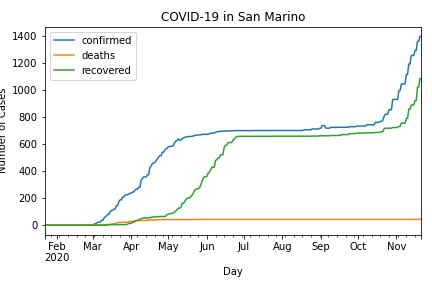 COVID-19 in San Marino
confirmed
deaths
recovered
1400
1200
1000
800
600
400
200
0
Number of Cases
Feb
2020
Mar
Apr
May
Jun
Jul
Aug
Sep
Oct
Nov
Day